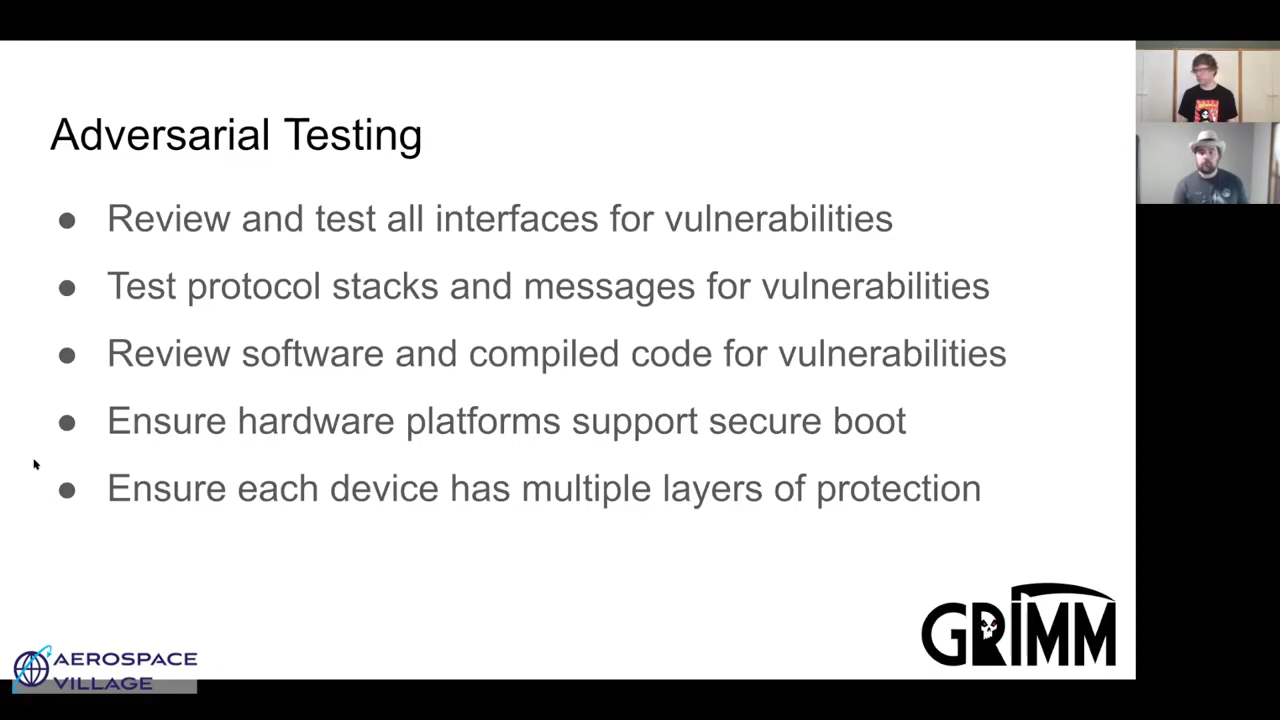 Adversarial Testing
● Review and test all interfaces for vulnerabilities
● Test protocol stacks and messages for vulnerabilities
● Review software and compiled code for vulnerabilities
● Ensure hardware platforms support secure boot
● Ensure each device has multiple layers of protection
GRIMM
AEROSPACE
VILLAGE